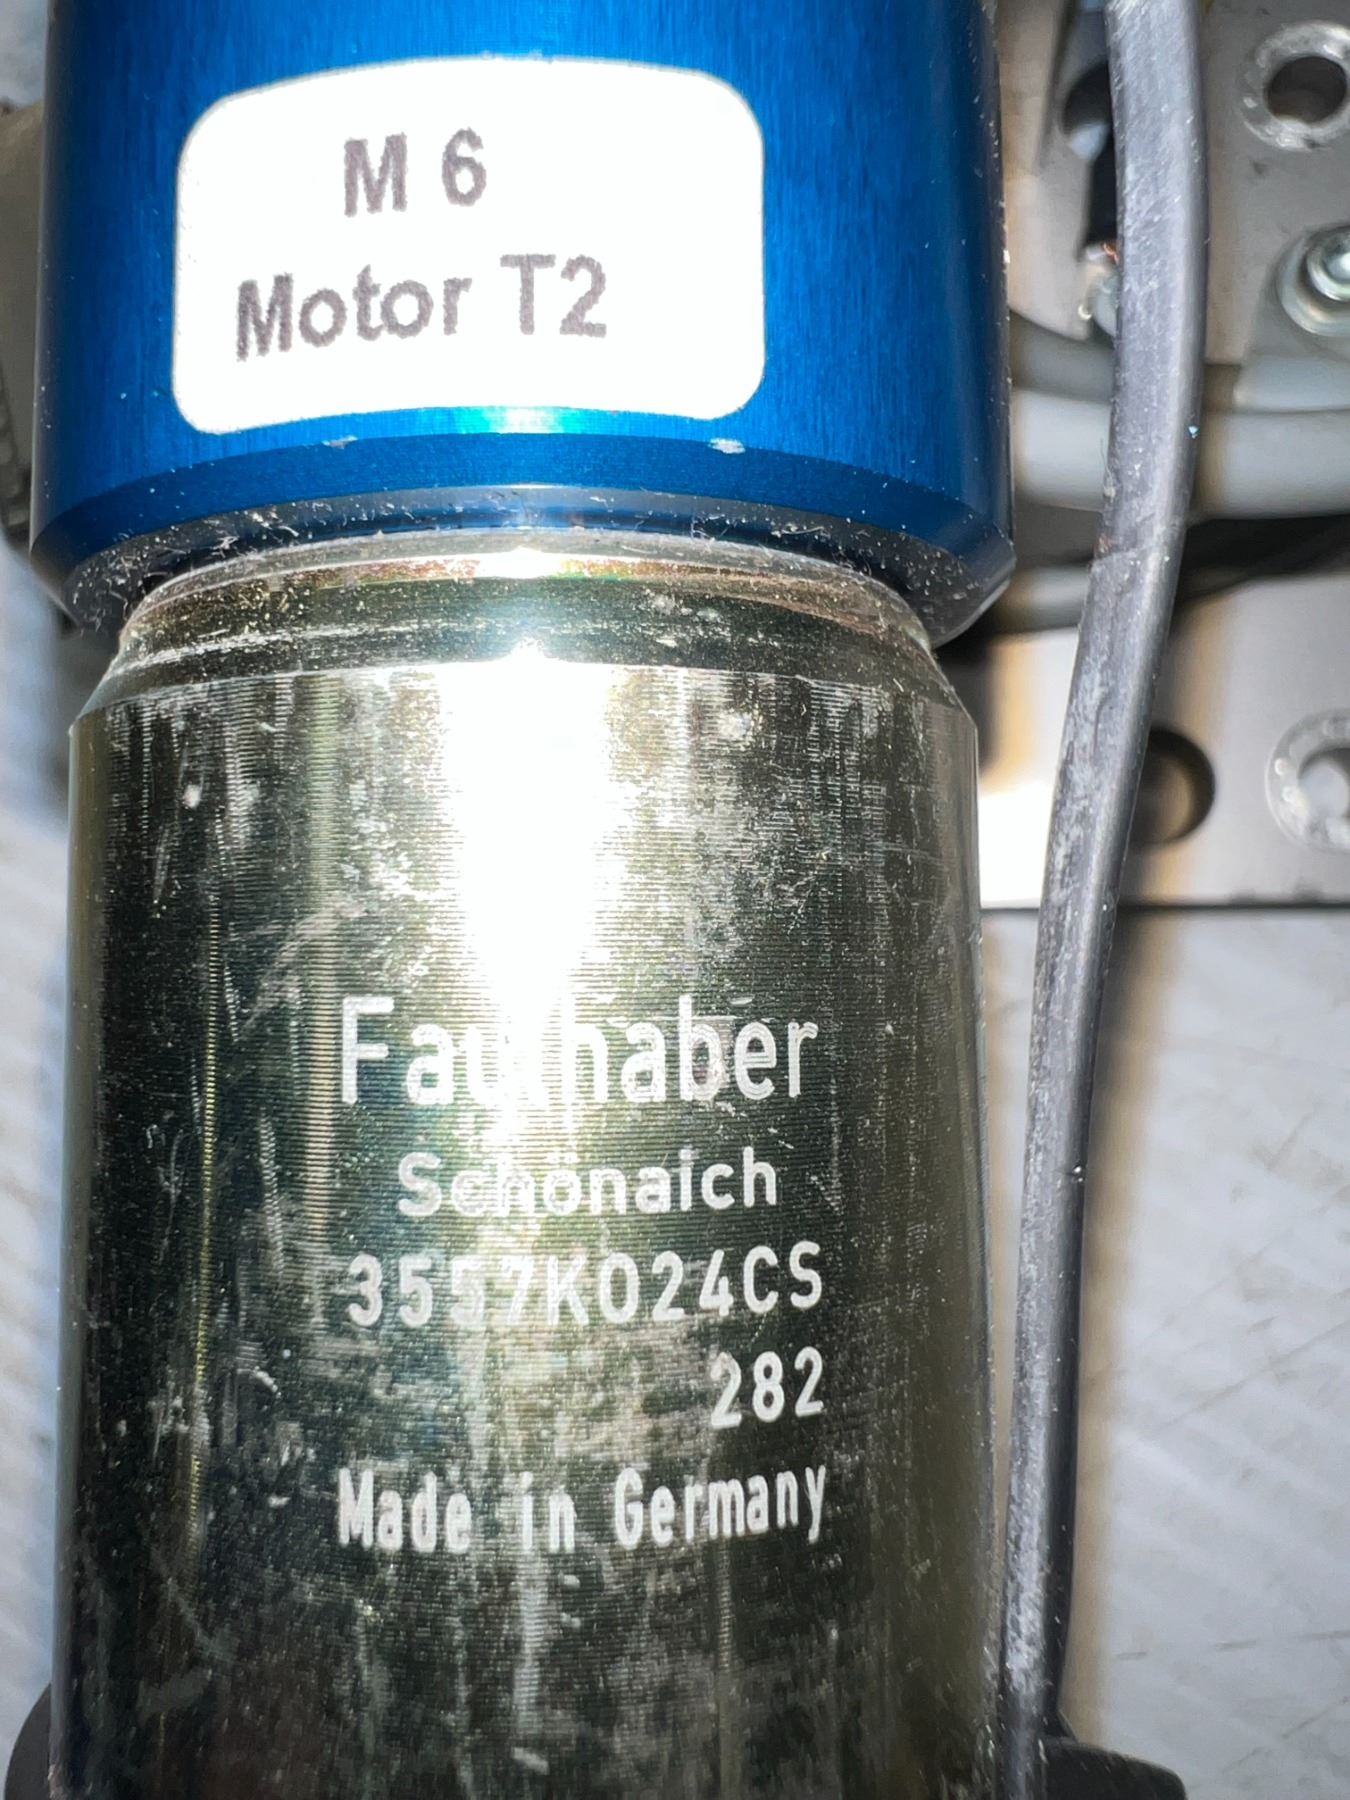 M 6
Motor T2
Faulhaber
Schönaich
3557K024CS
282
Made in Germany